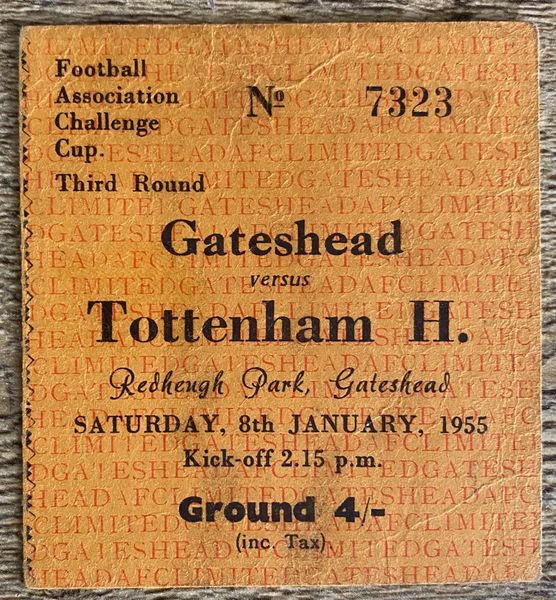 Football
Association
Challenge
Cup.
Third Round
Nº 7323
Gateshead
versus
Tottenham H.
Redheugh Park, Gateshead
SATURDAY, 8th JANUARY, 1955
Kick-off 2.15 p.m.
Ground 4/-
(inc. Tax)